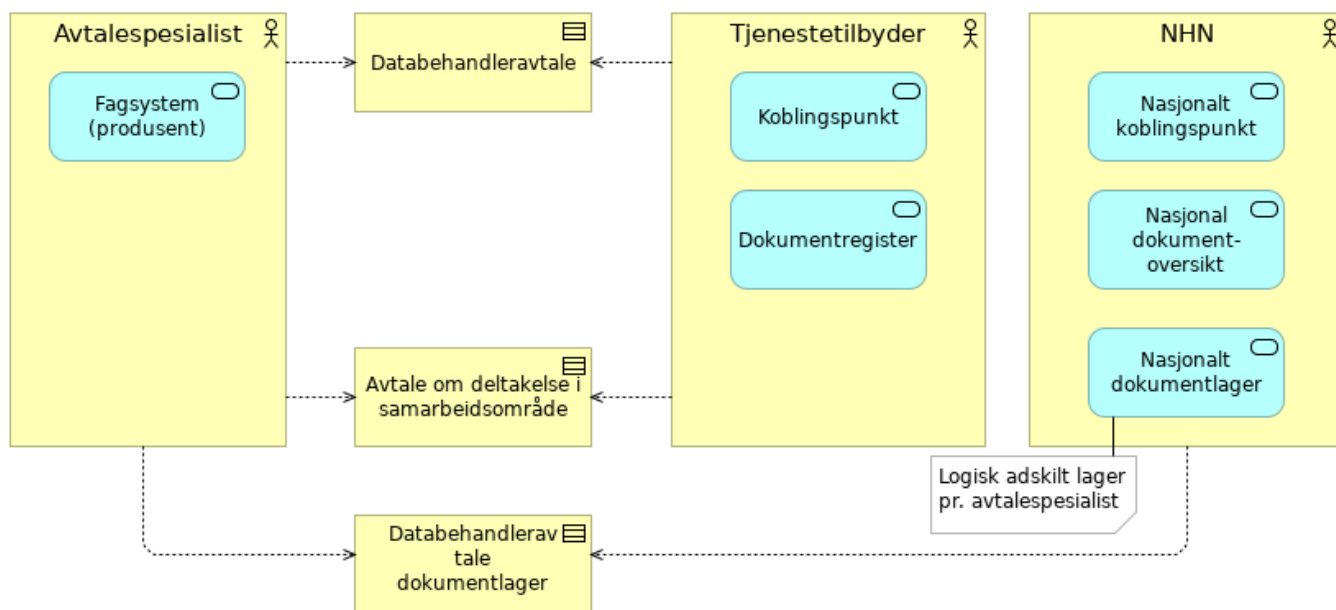 Avtalespesialist
Fagsystem
(produsent)
Databehandleravtale
Tjenestetilbyder
Koblingspunkt
Dokumentregister
NHN
Nasjonalt
koblingspunkt
Nasjonal
dokument-
oversikt
Nasjonalt
dokumentlager
Avtale om deltakelse i
samarbeidsområde
Logisk adskilt lager
pr. avtalespesialist
Databehandlerav
tale
dokumentlager